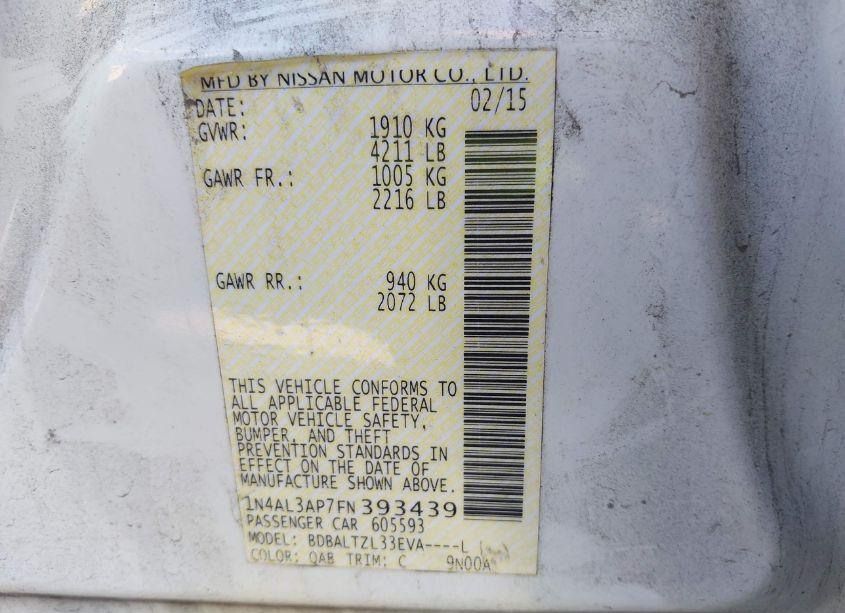 MFD BY NISSAN MOTOR CO., LTD.
DATE: 02/15
GVWR: 1910 KG
4211 LB
GAWR FR.: 1005 KG
2216 LB
GAWR RR.: 940 KG
2072 LB
THIS VEHICLE CONFORMS TO
ALL APPLICABLE FEDERAL
MOTOR VEHICLE SAFETY,
BUMPER, AND THEFT
PREVENTION STANDARDS IN
EFFECT ON THE DATE OF
MANUFACTURE SHOWN ABOVE.
1N4AL3AP7FN393439
PASSENGER CAR 605593
MODEL: BDBALTZL33EVA----L
COLOR: QAB TRIM: C 9N00A